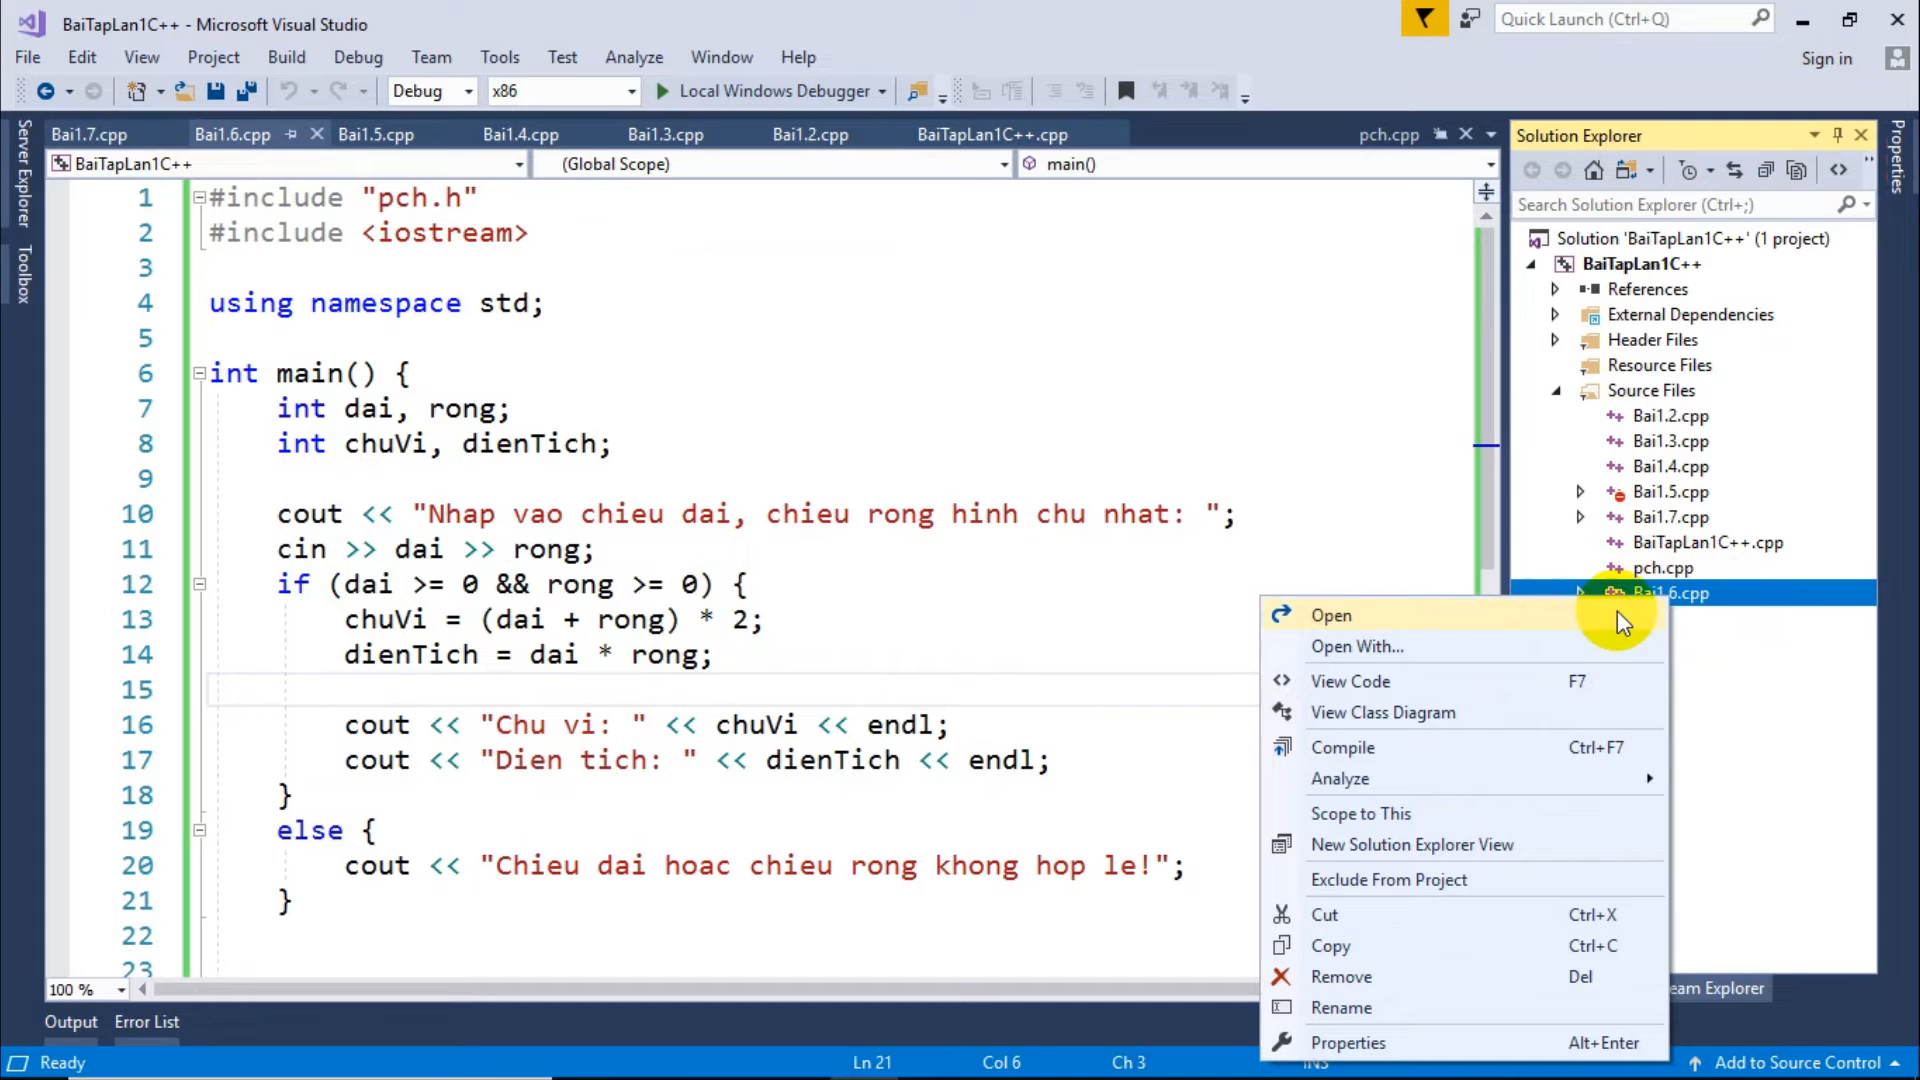 BaiTapLan1C++ - Microsoft Visual Studio
Quick Launch (Ctrl+Q)
File Edit View Project Build Debug Team Tools Test Analyze Window Help
Sign in
Debug x86 Local Windows Debugger
Server Explorer
Toolbox
Bai1.7.cpp Bai1.6.cpp Bai1.5.cpp Bai1.4.cpp Bai1.3.cpp Bai1.2.cpp BaiTapLan1C++.cpp pch.cpp
BaiTapLan1C++ (Global Scope) main()
1 #include "pch.h"
2 #include <iostream>
3
4 using namespace std;
5
6 int main() {
7 int dai, rong;
8 int chuVi, dienTich;
9
10 cout << "Nhap vao chieu dai, chieu rong hinh chu nhat: ";
11 cin >> dai >> rong;
12 if (dai >= 0 && rong >= 0) {
13 chuVi = (dai + rong) * 2;
14 dienTich = dai * rong;
15
16 cout << "Chu vi: " << chuVi << endl;
17 cout << "Dien tich: " << dienTich << endl;
18 }
19 else {
20 cout << "Chieu dai hoac chieu rong khong hop le!";
21 }
22
23
100 %
Output Error List
Ready Ln 21 Col 6 Ch 3 INS Add to Source Control
Solution Explorer
Search Solution Explorer (Ctrl+;)
Solution 'BaiTapLan1C++' (1 project)
BaiTapLan1C++
References
External Dependencies
Header Files
Resource Files
Source Files
Bai1.2.cpp
Bai1.3.cpp
Bai1.4.cpp
Bai1.5.cpp
Bai1.7.cpp
BaiTapLan1C++.cpp
pch.cpp
Bai1.6.cpp
Open
Open With...
View Code F7
View Class Diagram
Compile Ctrl+F7
Analyze
Scope to This
New Solution Explorer View
Exclude From Project
Cut Ctrl+X
Copy Ctrl+C
Remove Del
Rename
Properties Alt+Enter
eam Explorer
Properties